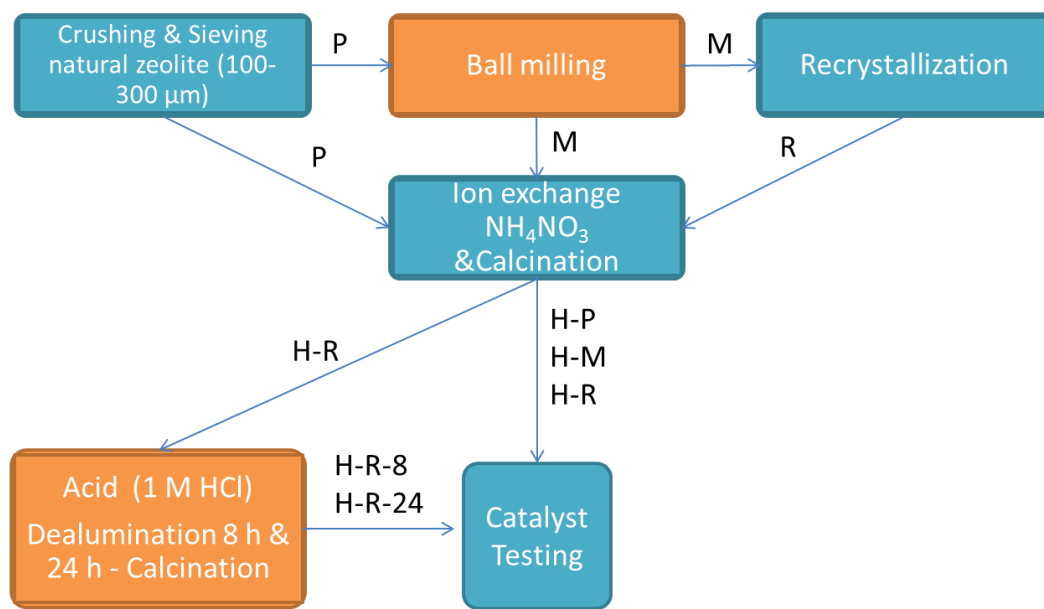 Crushing & Sieving
natural zeolite (100-
300 µm)
P
Ball milling
M
Recrystallization
P
M
R
Ion exchange
NH₄NO₃
&Calcination
H-R
H-P
H-M
H-R
Acid (1 M HCl)
Dealumination 8 h &
24 h - Calcination
H-R-8
H-R-24
Catalyst
Testing